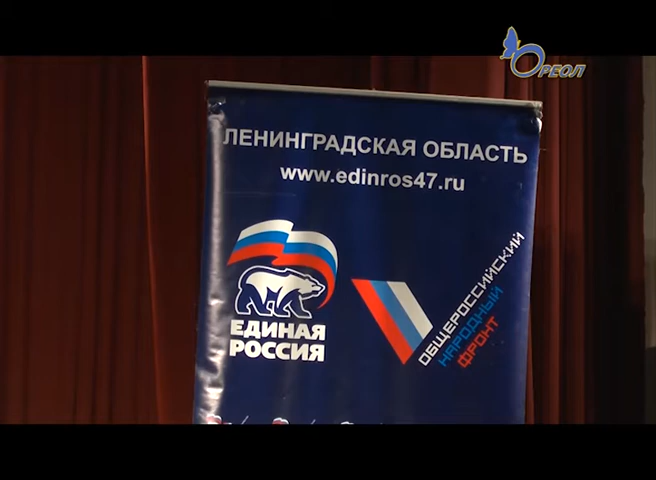 ОРЕОЛ
ЛЕНИНГРАДСКАЯ ОБЛАСТЬ
www.edinros47.ru
ЕДИНАЯ
РОССИЯ
ОБЩЕРОССИЙСКИЙ
НАРОДНЫЙ
ФРОНТ